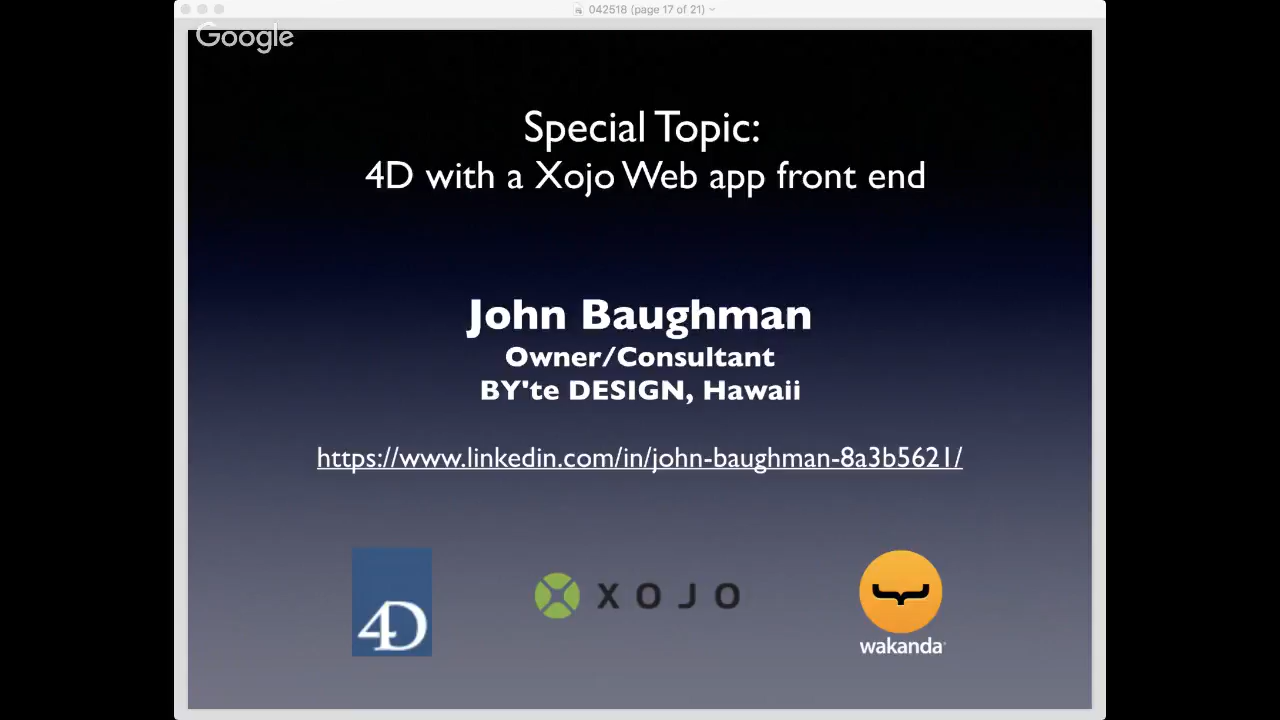 042518 (page 17 of 21)
Google
Special Topic:
4D with a Xojo Web app front end
John Baughman
Owner/Consultant
BY'te DESIGN, Hawaii
https://www.linkedin.com/in/john-baughman-8a3b5621/
4D
XOJO
wakanda